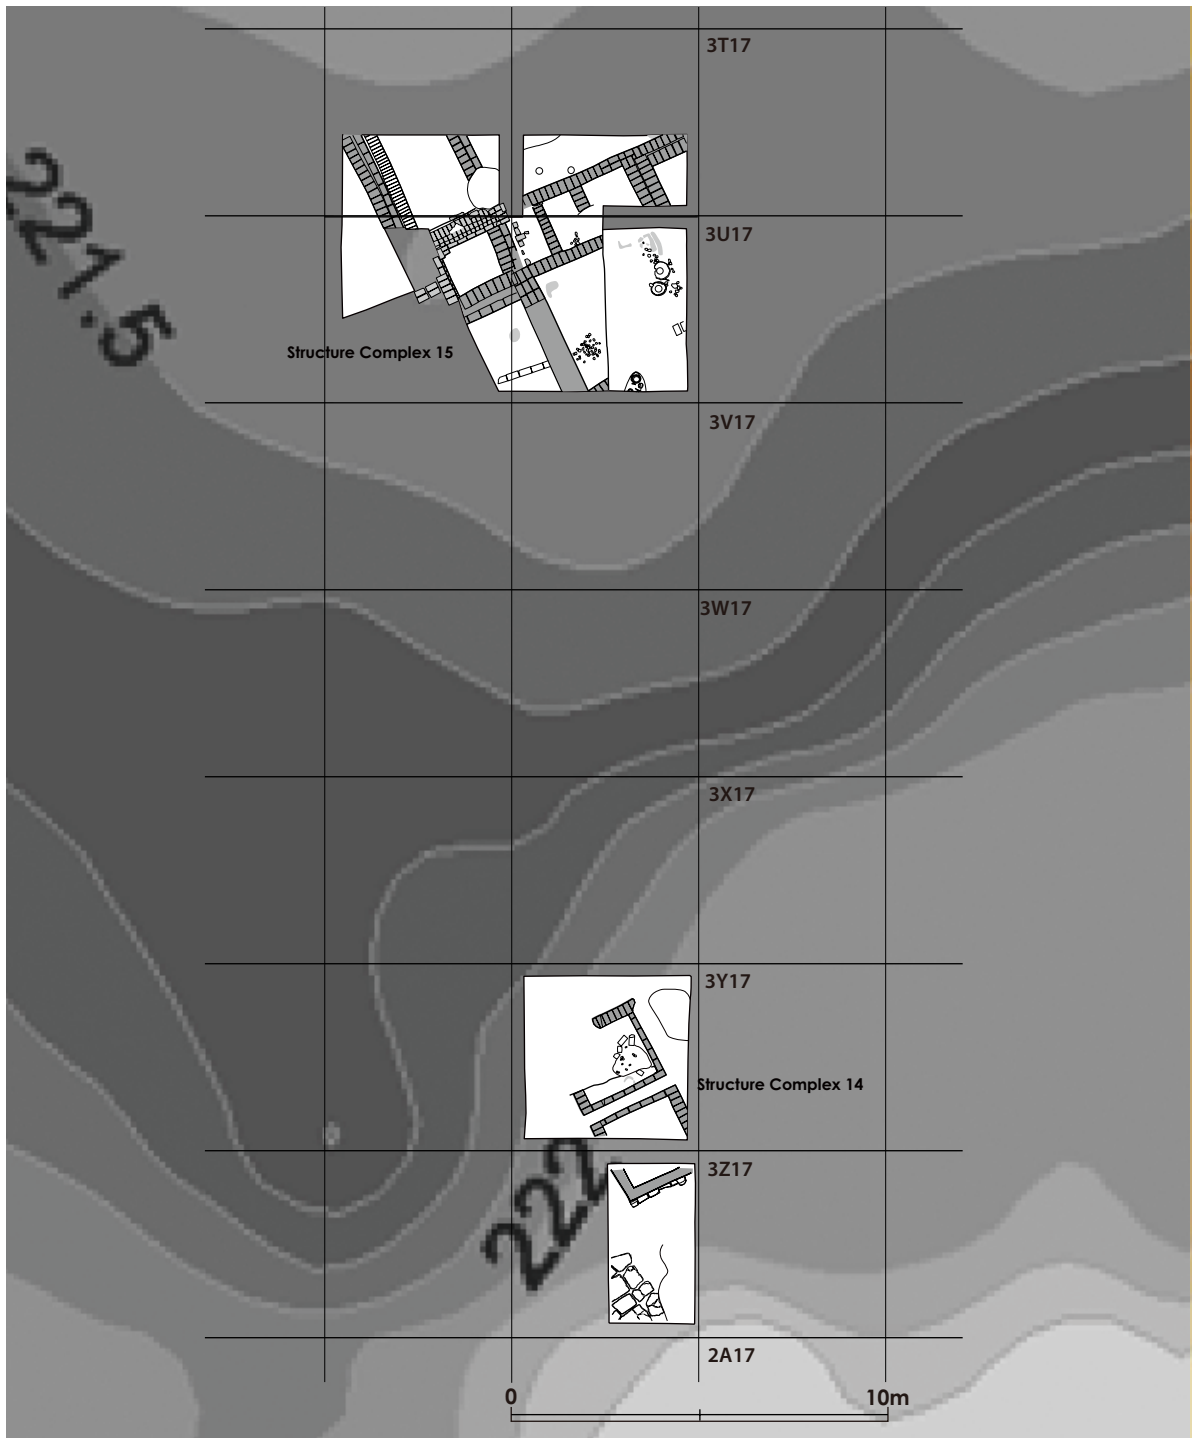 3T17
221.5
3U17
Structure Complex 15
3V17
3W17
3X17
3Y17
Structure Complex 14
3Z17
222
2A17
0 10m